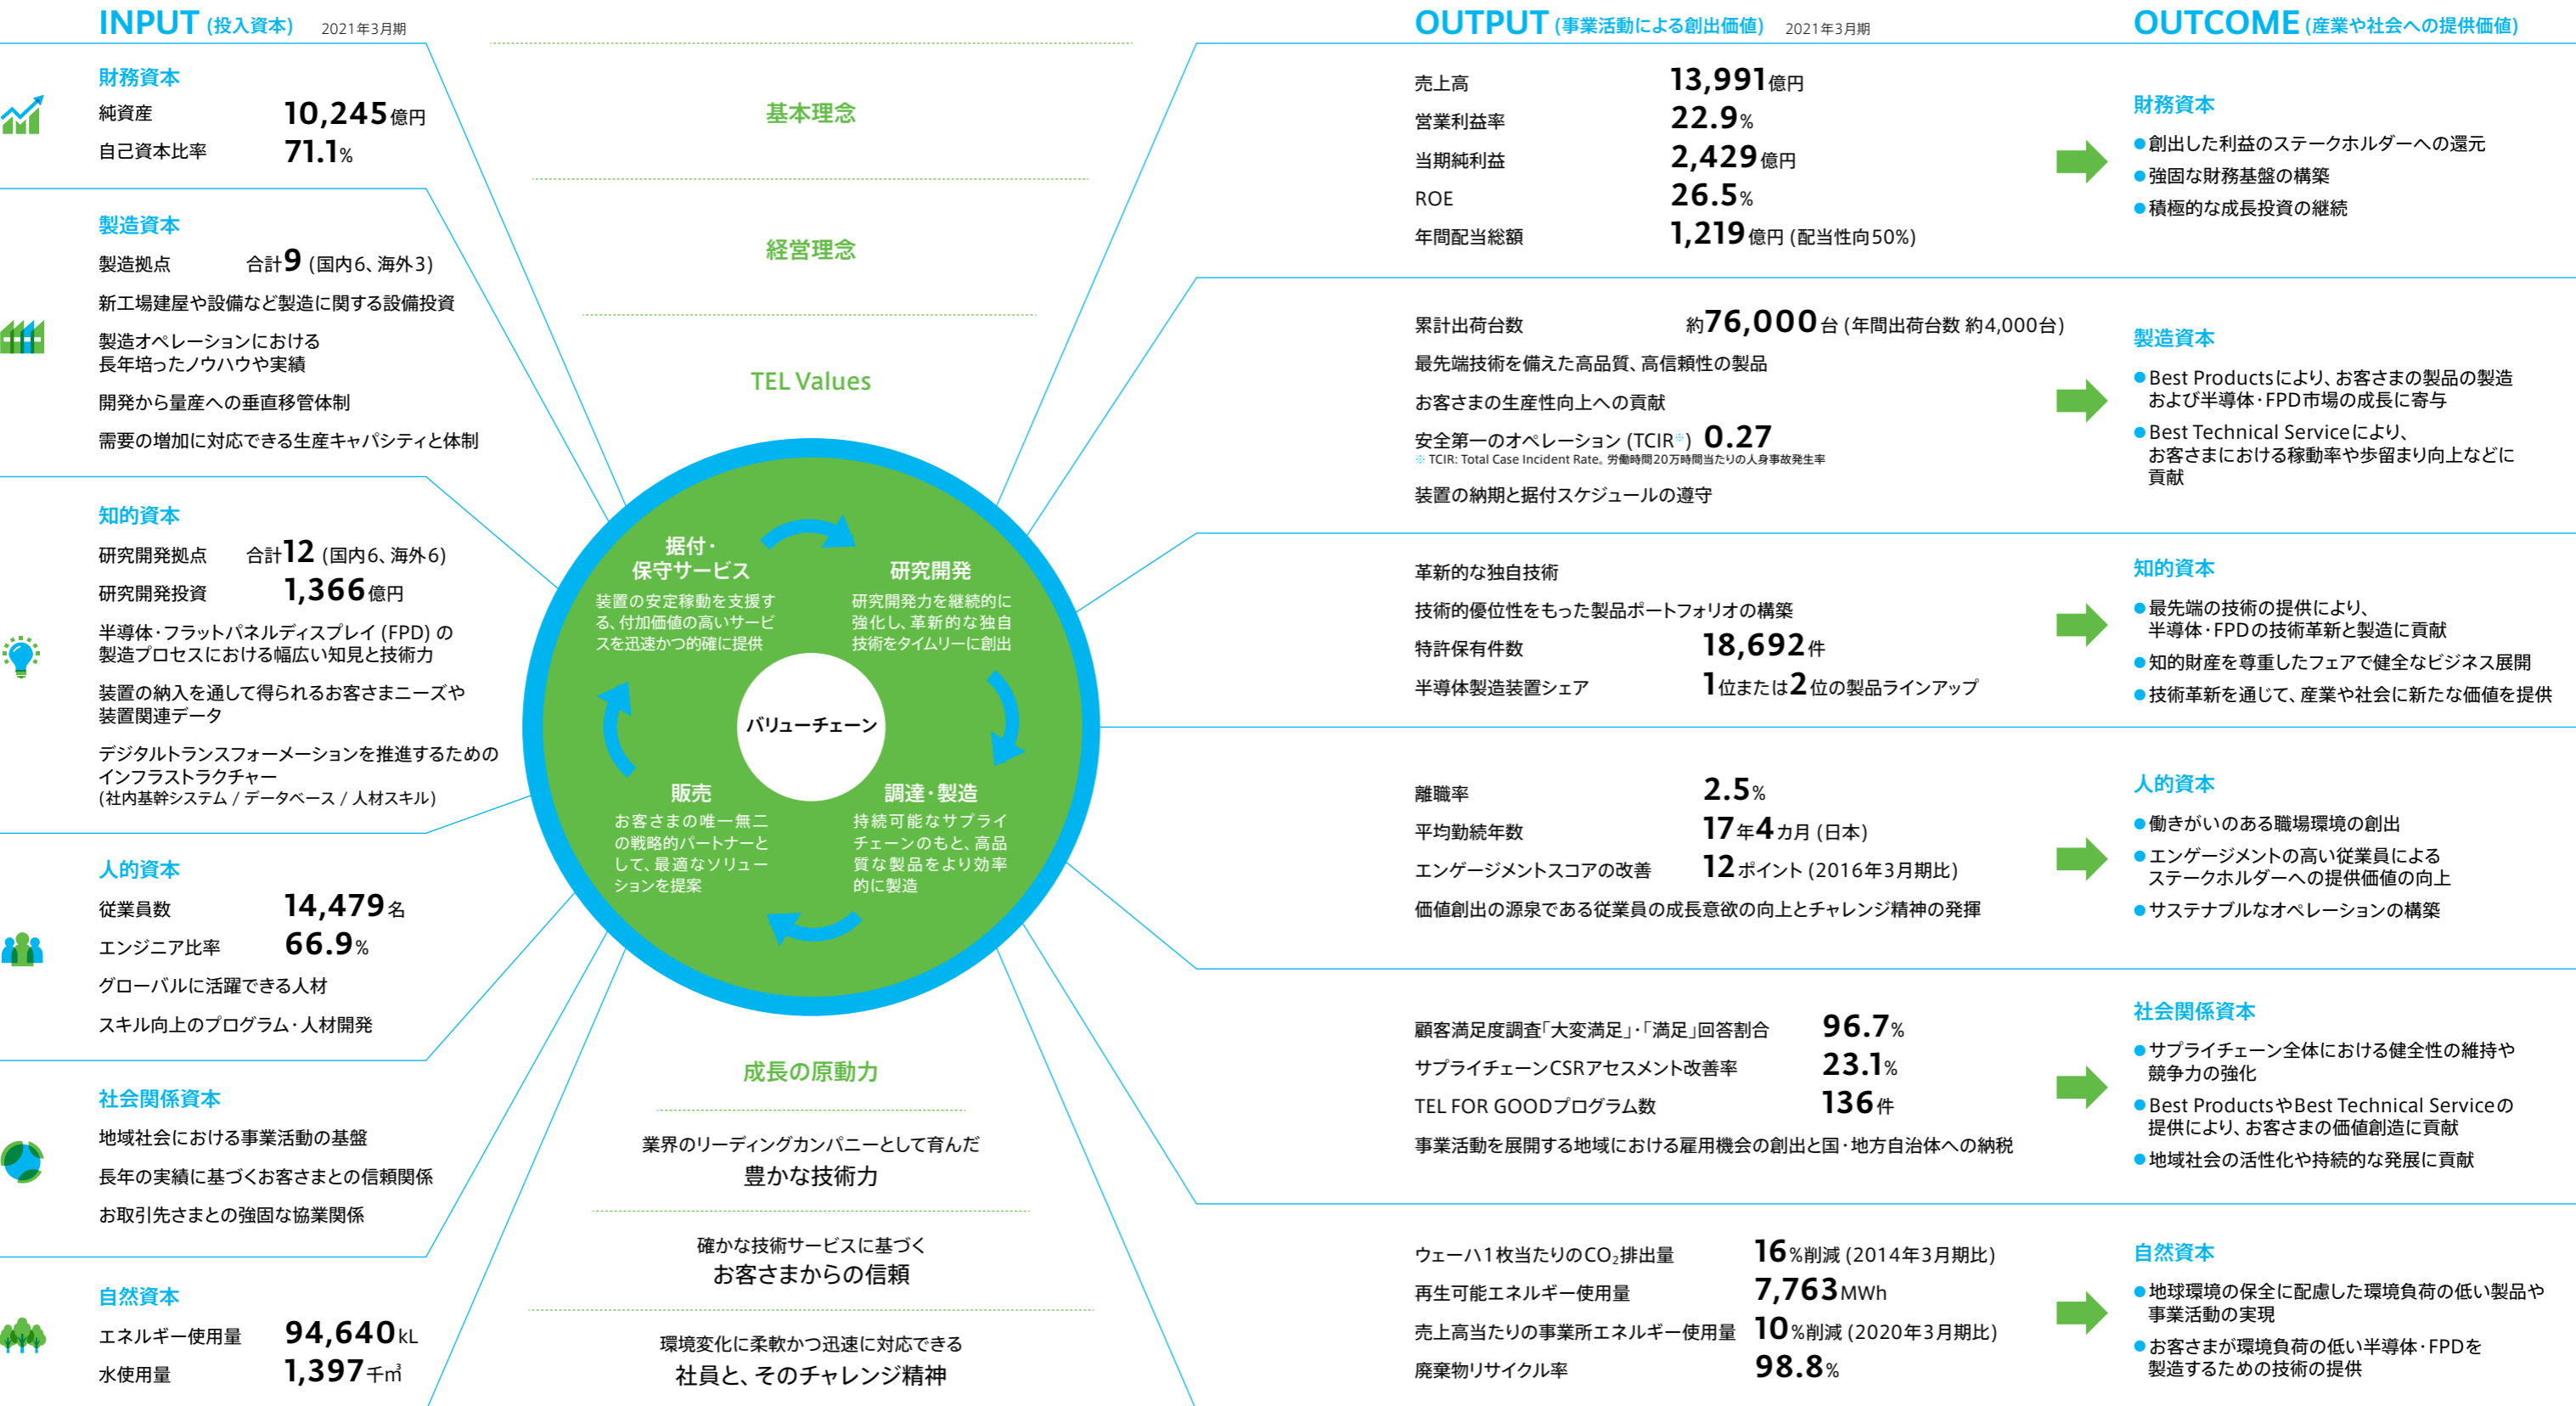 INPUT (投入資本) 2021年3月期
財務資本
純資産 10,245億円
自己資本比率 71.1%
製造資本
製造拠点 合計9 (国内6、海外3)
新工場建屋や設備など製造に関する設備投資
製造オペレーションにおける
長年培ったノウハウや実績
開発から量産への垂直移管体制
需要の増加に対応できる生産キャパシティと体制
知的資本
研究開発拠点 合計12 (国内6、海外6)
研究開発投資 1,366億円
半導体・フラットパネルディスプレイ (FPD) の
製造プロセスにおける幅広い知見と技術力
装置の納入を通して得られるお客さまニーズや
装置関連データ
デジタルトランスフォーメーションを推進するための
インフラストラクチャー
(社内基幹システム / データベース / 人材スキル)
人的資本
従業員数 14,479名
エンジニア比率 66.9%
グローバルに活躍できる人材
スキル向上のプログラム・人材開発
社会関係資本
地域社会における事業活動の基盤
長年の実績に基づくお客さまとの信頼関係
お取引先さまとの強固な協業関係
自然資本
エネルギー使用量 94,640kL
水使用量 1,397千㎥
基本理念
経営理念
TEL Values
据付・
保守サービス
装置の安定稼動を支援す
る、付加価値の高いサービ
スを迅速かつ的確に提供
研究開発
研究開発力を継続的に
強化し、革新的な独自
技術をタイムリーに創出
バリューチェーン
販売
お客さまの唯一無二
の戦略的パートナーと
して、最適なソリュー
ションを提案
調達・製造
持続可能なサプライ
チェーンのもと、高品
質な製品をより効率
的に製造
成長の原動力
業界のリーディングカンパニーとして育んだ
豊かな技術力
確かな技術サービスに基づく
お客さまからの信頼
環境変化に柔軟かつ迅速に対応できる
社員と、そのチャレンジ精神
OUTPUT (事業活動による創出価値) 2021年3月期
売上高 13,991億円
営業利益率 22.9%
当期純利益 2,429億円
ROE 26.5%
年間配当総額 1,219億円 (配当性向50%)
累計出荷台数 約76,000台 (年間出荷台数 約4,000台)
最先端技術を備えた高品質、高信頼性の製品
お客さまの生産性向上への貢献
安全第一のオペレーション (TCIR※) 0.27
※ TCIR: Total Case Incident Rate。労働時間20万時間当たりの人身事故発生率
装置の納期と据付スケジュールの遵守
革新的な独自技術
技術的優位性をもった製品ポートフォリオの構築
特許保有件数 18,692件
半導体製造装置シェア 1位または2位の製品ラインアップ
離職率 2.5%
平均勤続年数 17年4カ月 (日本)
エンゲージメントスコアの改善 12ポイント (2016年3月期比)
価値創出の源泉である従業員の成長意欲の向上とチャレンジ精神の発揮
顧客満足度調査「大変満足」・「満足」回答割合 96.7%
サプライチェーンCSRアセスメント改善率 23.1%
TEL FOR GOODプログラム数 136件
事業活動を展開する地域における雇用機会の創出と国・地方自治体への納税
ウェーハ1枚当たりのCO₂排出量 16%削減 (2014年3月期比)
再生可能エネルギー使用量 7,763MWh
売上高当たりの事業所エネルギー使用量 10%削減 (2020年3月期比)
廃棄物リサイクル率 98.8%
OUTCOME (産業や社会への提供価値)
財務資本
●創出した利益のステークホルダーへの還元
●強固な財務基盤の構築
●積極的な成長投資の継続
製造資本
●Best Productsにより、お客さまの製品の製造
および半導体・FPD市場の成長に寄与
●Best Technical Serviceにより、
お客さまにおける稼動率や歩留まり向上などに
貢献
知的資本
●最先端の技術の提供により、
半導体・FPDの技術革新と製造に貢献
●知的財産を尊重したフェアで健全なビジネス展開
●技術革新を通じて、産業や社会に新たな価値を提供
人的資本
●働きがいのある職場環境の創出
●エンゲージメントの高い従業員による
ステークホルダーへの提供価値の向上
●サステナブルなオペレーションの構築
社会関係資本
●サプライチェーン全体における健全性の維持や
競争力の強化
●Best ProductsやBest Technical Serviceの
提供により、お客さまの価値創造に貢献
●地域社会の活性化や持続的な発展に貢献
自然資本
●地球環境の保全に配慮した環境負荷の低い製品や
事業活動の実現
●お客さまが環境負荷の低い半導体・FPDを
製造するための技術の提供